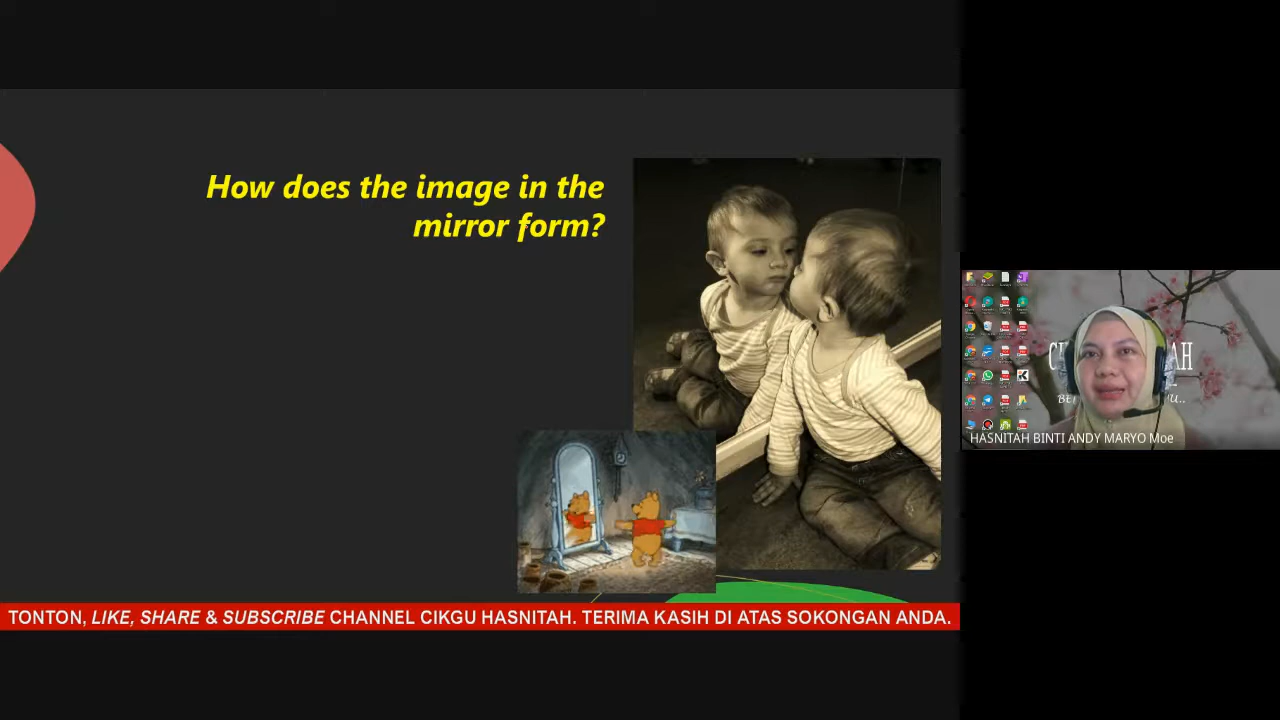 How does the image in the
mirror form?
HASNITAH BINTI ANDY MARYO Moe
TONTON, LIKE, SHARE & SUBSCRIBE CHANNEL CIKGU HASNITAH. TERIMA KASIH DI ATAS SOKONGAN ANDA.